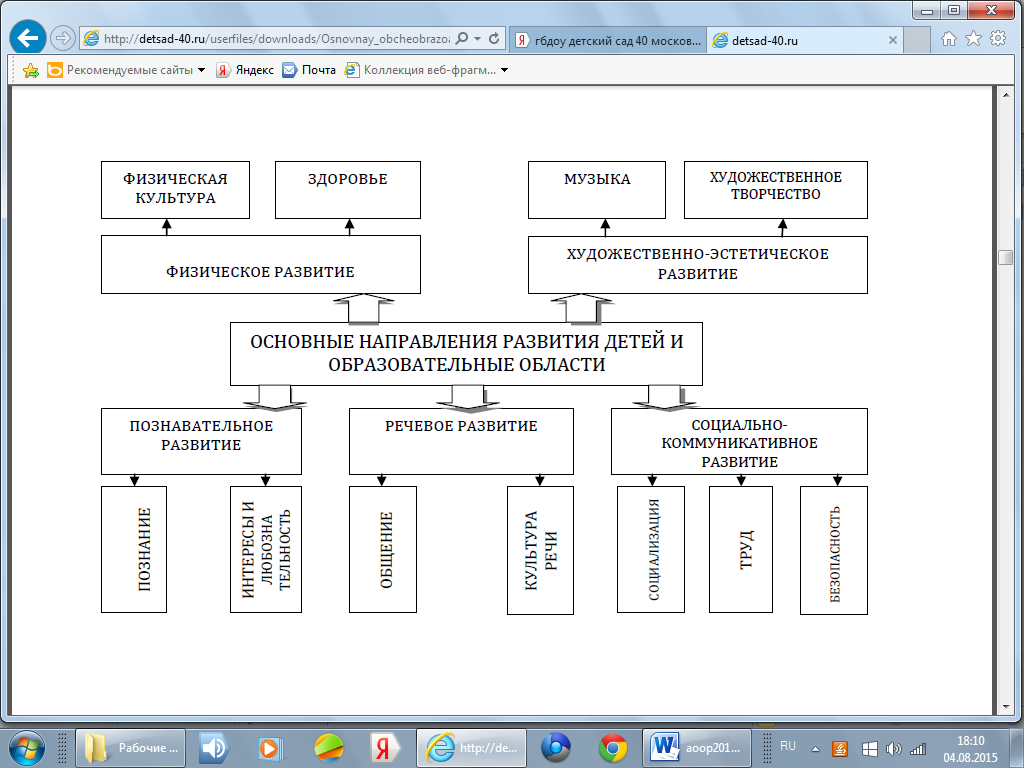 http://detsad-40.ru/userfiles/downloads/Osnovnay_obcheobrazo
гбдоу детский сад 40 москов...
detsad-40.ru
Рекомендуемые сайты
Яндекс
Почта
Коллекция веб-фрагм...
ФИЗИЧЕСКАЯ
КУЛЬТУРА
ЗДОРОВЬЕ
МУЗЫКА
ХУДОЖЕСТВЕННОЕ
ТВОРЧЕСТВО
ФИЗИЧЕСКОЕ РАЗВИТИЕ
ХУДОЖЕСТВЕННО-ЭСТЕТИЧЕСКОЕ
РАЗВИТИЕ
ОСНОВНЫЕ НАПРАВЛЕНИЯ РАЗВИТИЯ ДЕТЕЙ И
ОБРАЗОВАТЕЛЬНЫЕ ОБЛАСТИ
ПОЗНАВАТЕЛЬНОЕ
РАЗВИТИЕ
РЕЧЕВОЕ РАЗВИТИЕ
СОЦИАЛЬНО-
КОММУНИКАТИВНОЕ
РАЗВИТИЕ
ПОЗНАНИЕ
ИНТЕРЕСЫ И
ЛЮБОЗНА
ТЕЛЬНОСТЬ
ОБЩЕНИЕ
КУЛЬТУРА
РЕЧИ
СОЦИАЛИЗАЦИЯ
ТРУД
БЕЗОПАСНОСТЬ
Рабочие ...
http://de...
aoop201...
RU
18:10
04.08.2015